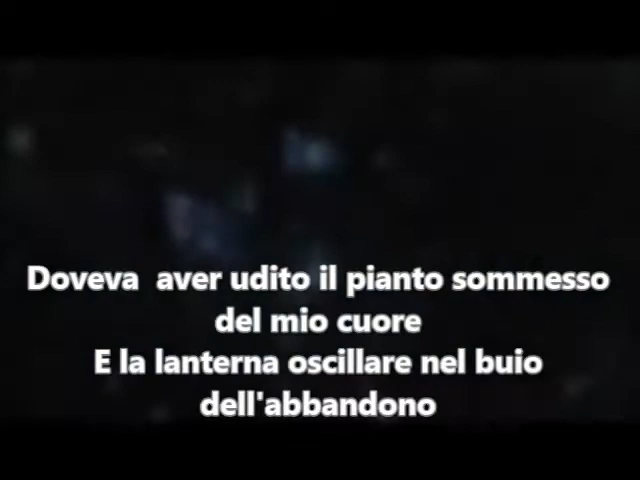 Doveva  aver udito il pianto sommesso
del mio cuore
E la lanterna oscillare nel buio
dell'abbandono